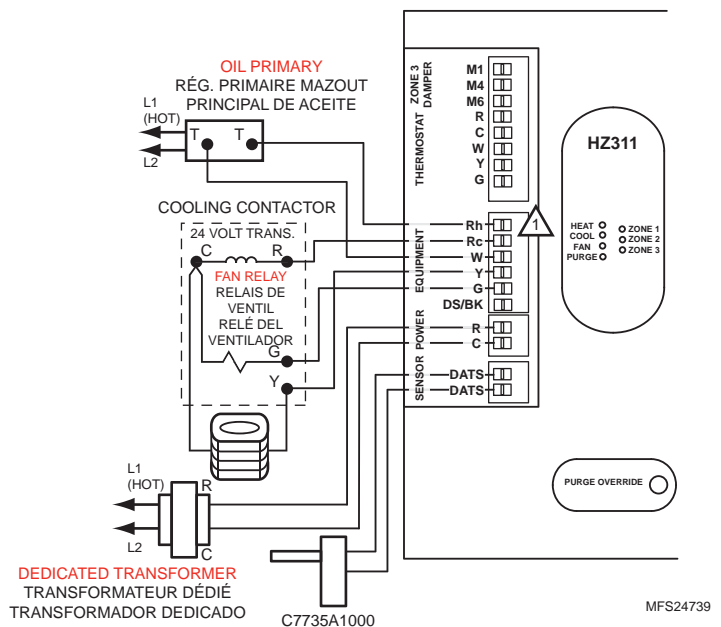 OIL PRIMARY
RÉG. PRIMAIRE MAZOUT
PRINCIPAL DE ACEITE
L1
(HOT)
L2
T T
COOLING CONTACTOR
24 VOLT TRANS.
C R
FAN RELAY
RELAIS DE
VENTIL
RELÉ DEL
VENTILADOR
G
Y
L1
(HOT)
L2
R
C
DEDICATED TRANSFORMER
TRANSFORMATEUR DÉDIÉ
TRANSFORMADOR DEDICADO
C7735A1000
ZONE 3
DAMPER
M1
M4
M6
THERMOSTAT
R
C
W
Y
G
EQUIPMENT
Rh
Rc
W
Y
G
DS/BK
1
POWER
R
C
SENSOR
DATS
DATS
HZ311
HEAT
COOL
FAN
PURGE
ZONE 1
ZONE 2
ZONE 3
PURGE OVERRIDE
MFS24739